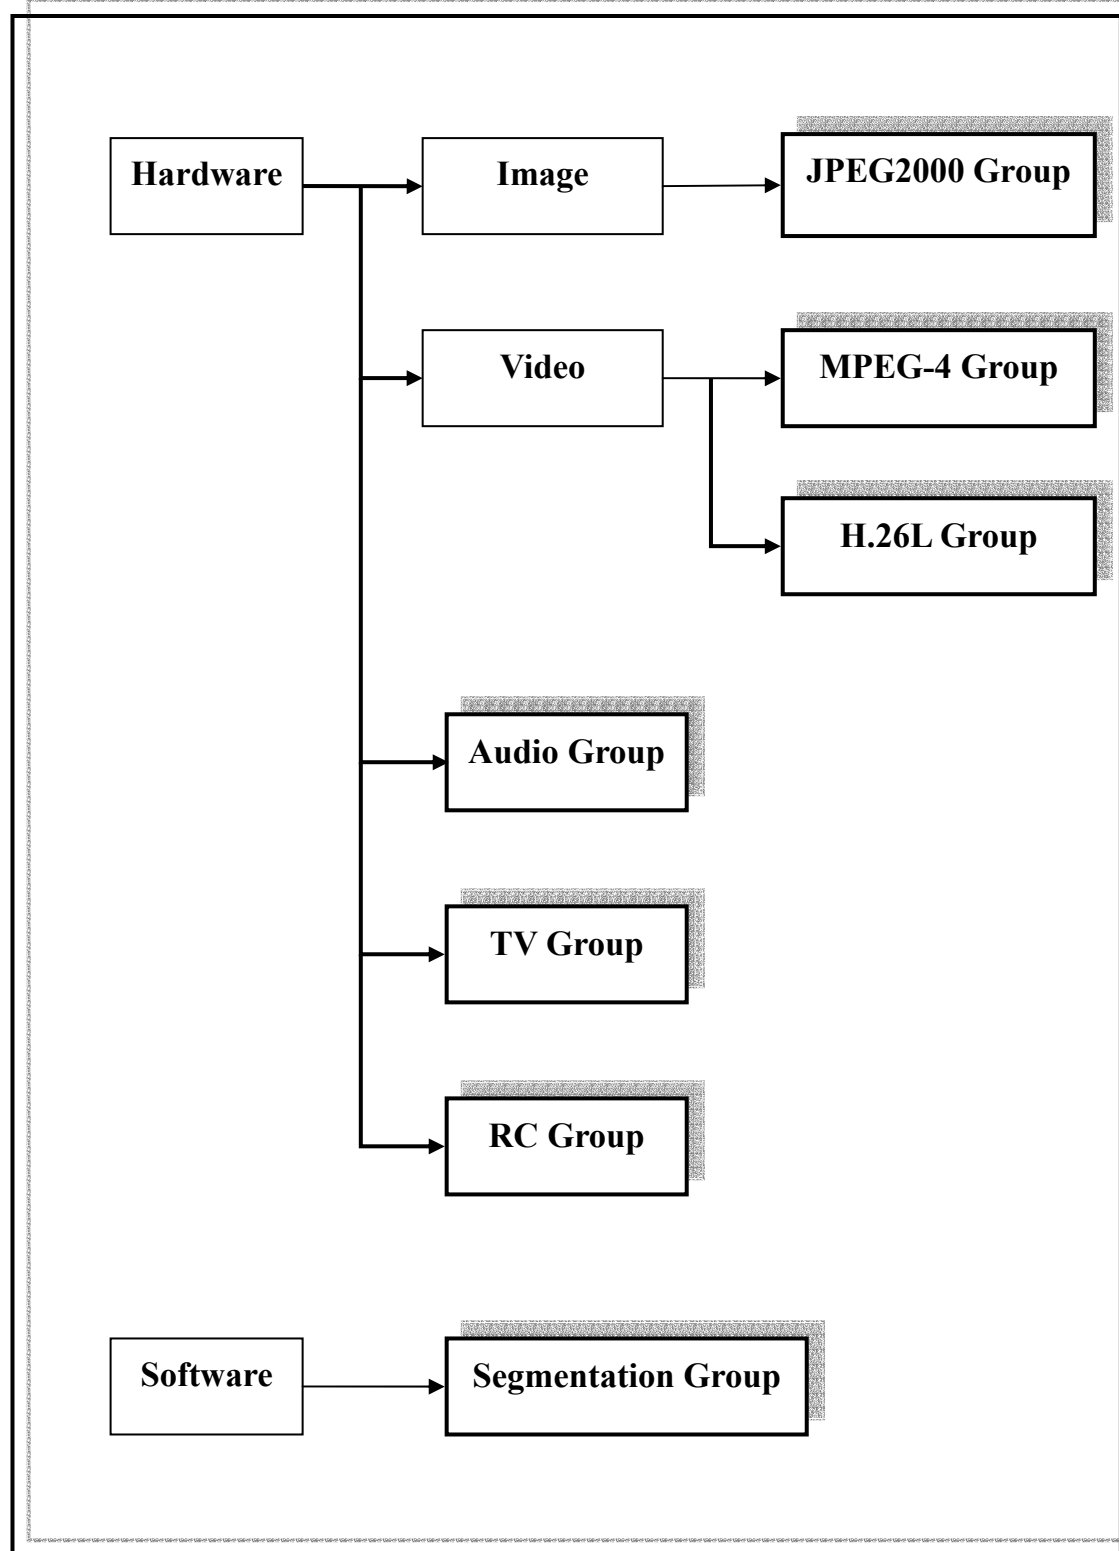 Hardware
Image
JPEG2000 Group
Video
MPEG-4 Group
H.26L Group
Audio Group
TV Group
RC Group
Software
Segmentation Group